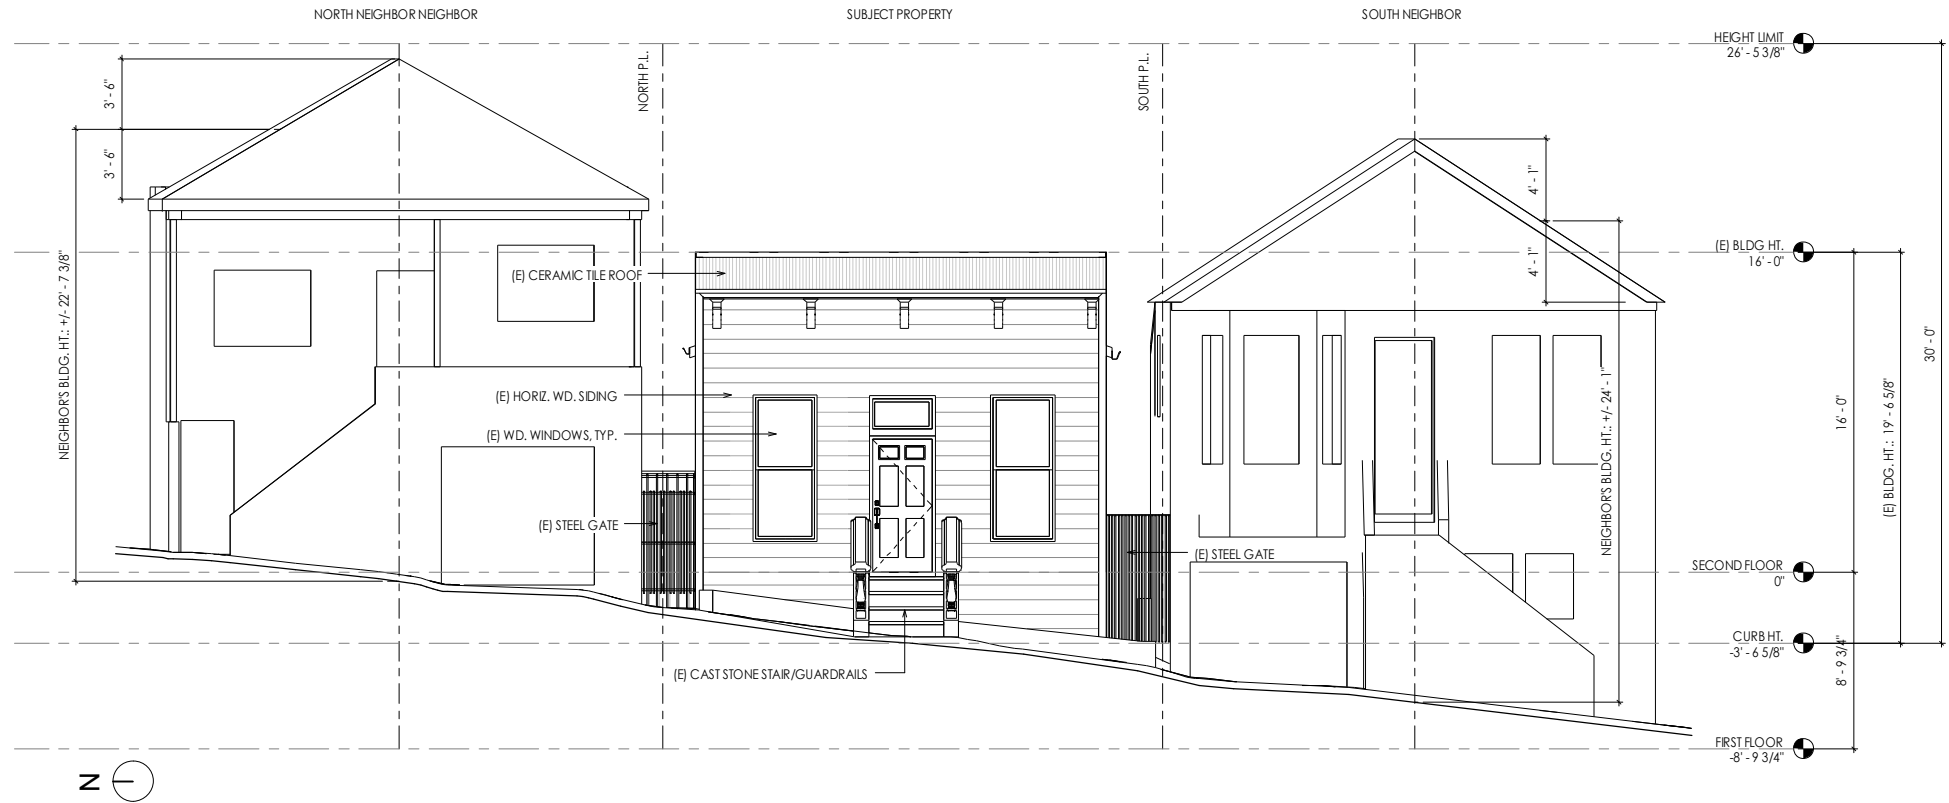 NORTH NEIGHBOR NEIGHBOR
SUBJECT PROPERTY
SOUTH NEIGHBOR
HEIGHT LIMIT
26' - 5 3/8"
NORTH P.L.
SOUTH P.L.
3' - 6"
3' - 6"
4' - 1"
4' - 1"
(E) BLDG HT.
16' - 0"
(E) CERAMIC TILE ROOF
NEIGHBOR'S BLDG. HT.: +/- 22' - 7 3/8"
30' - 0"
(E) HORIZ. WD. SIDING
(E) WD. WINDOWS, TYP.
16' - 0"
(E) BLDG. HT.: 19' - 6 5/8"
NEIGHBOR'S BLDG. HT.: +/- 24' - 1"
(E) STEEL GATE
(E) STEEL GATE
SECOND FLOOR
0"
CURB HT.
-3' - 6 5/8"
8' - 9 3/4"
(E) CAST STONE STAIR/GUARDRAILS
FIRST FLOOR
-8' - 9 3/4"
N